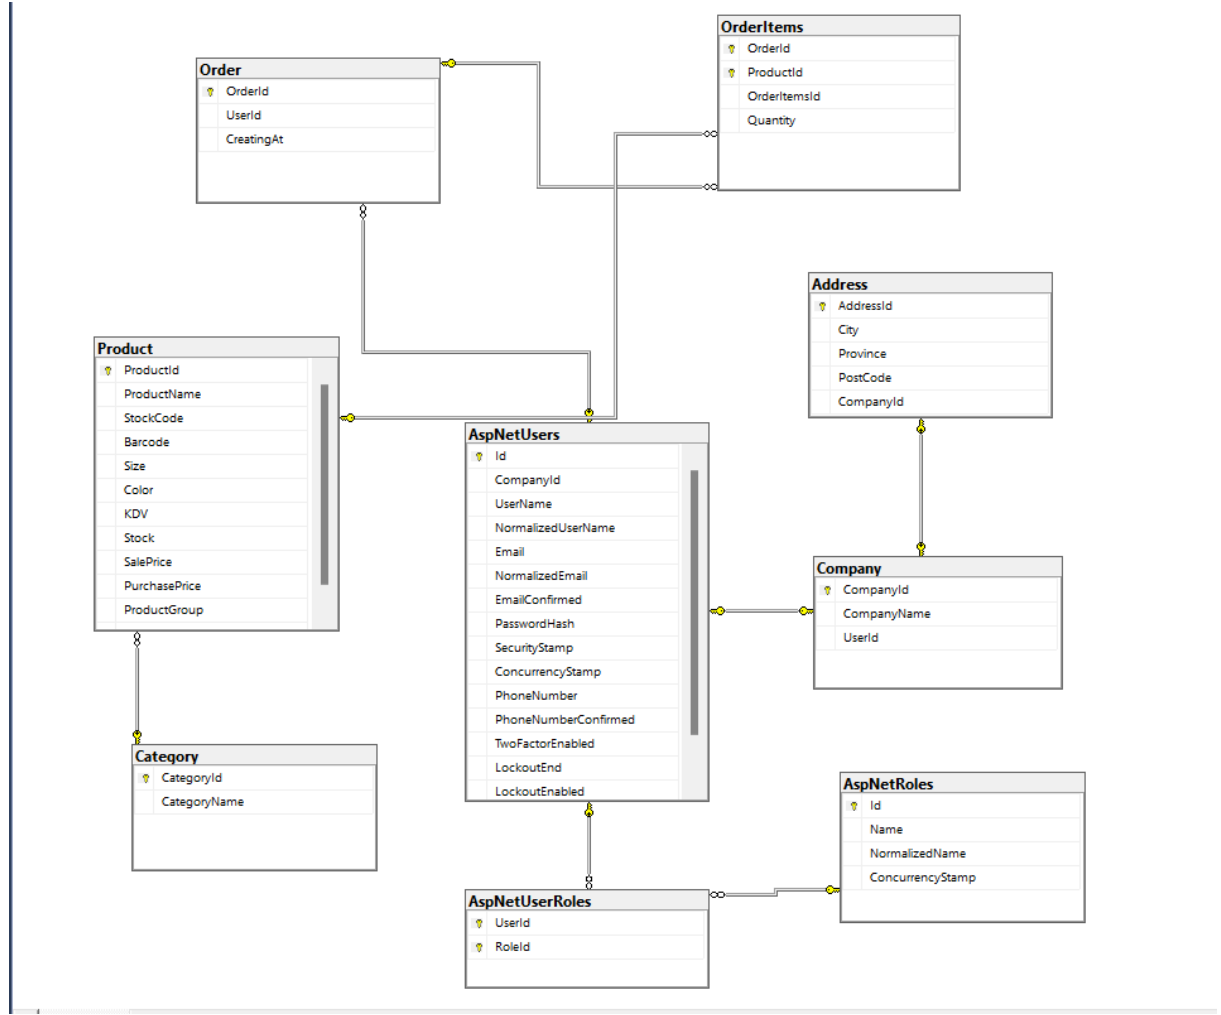 OrderItems
OrderId
ProductId
OrderItemsId
Quantity
Order
OrderId
UserId
CreatingAt
Address
AddressId
City
Province
PostCode
CompanyId
Product
ProductId
ProductName
StockCode
Barcode
Size
Color
KDV
Stock
SalePrice
PurchasePrice
ProductGroup
AspNetUsers
Id
CompanyId
UserName
NormalizedUserName
Email
NormalizedEmail
EmailConfirmed
PasswordHash
SecurityStamp
ConcurrencyStamp
PhoneNumber
PhoneNumberConfirmed
TwoFactorEnabled
LockoutEnd
LockoutEnabled
Company
CompanyId
CompanyName
UserId
Category
CategoryId
CategoryName
AspNetRoles
Id
Name
NormalizedName
ConcurrencyStamp
AspNetUserRoles
UserId
RoleId